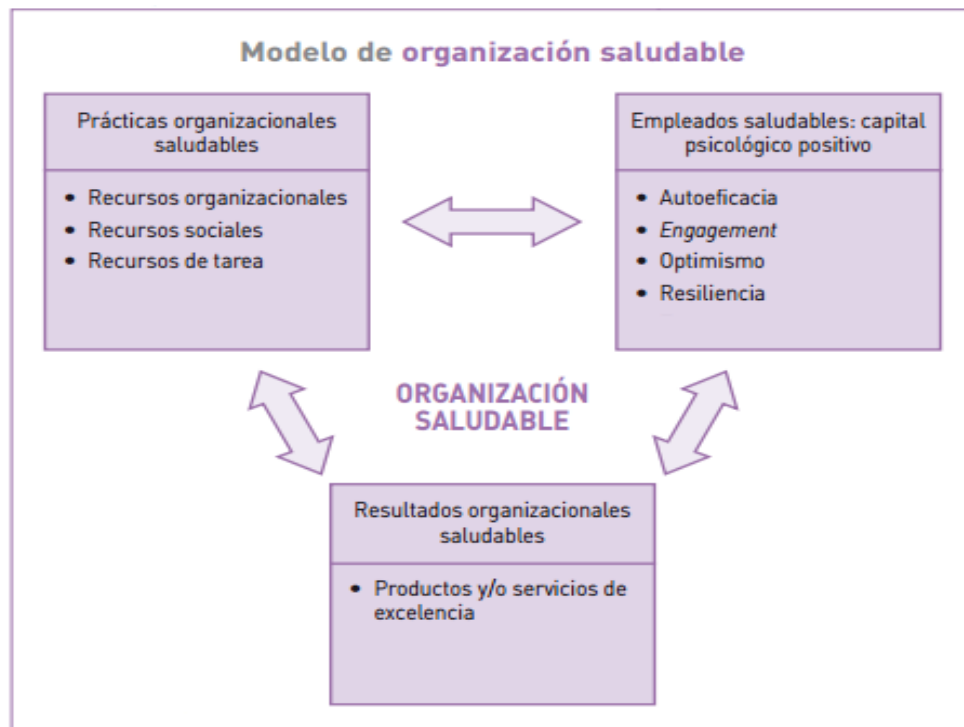 Modelo de organización saludable
Prácticas organizacionales
saludables
• Recursos organizacionales
• Recursos sociales
• Recursos de tarea
Empleados saludables: capital
psicológico positivo
• Autoeficacia
• Engagement
• Optimismo
• Resiliencia
ORGANIZACIÓN
SALUDABLE
Resultados organizacionales
saludables
• Productos y/o servicios de
excelencia